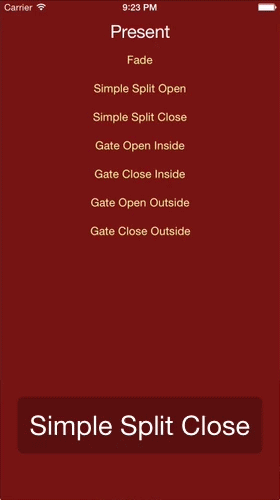 Carrier 9:23 PM
Present
Fade
Simple Split Open
Simple Split Close
Gate Open Inside
Gate Close Inside
Gate Open Outside
Gate Close Outside
Simple Split Close